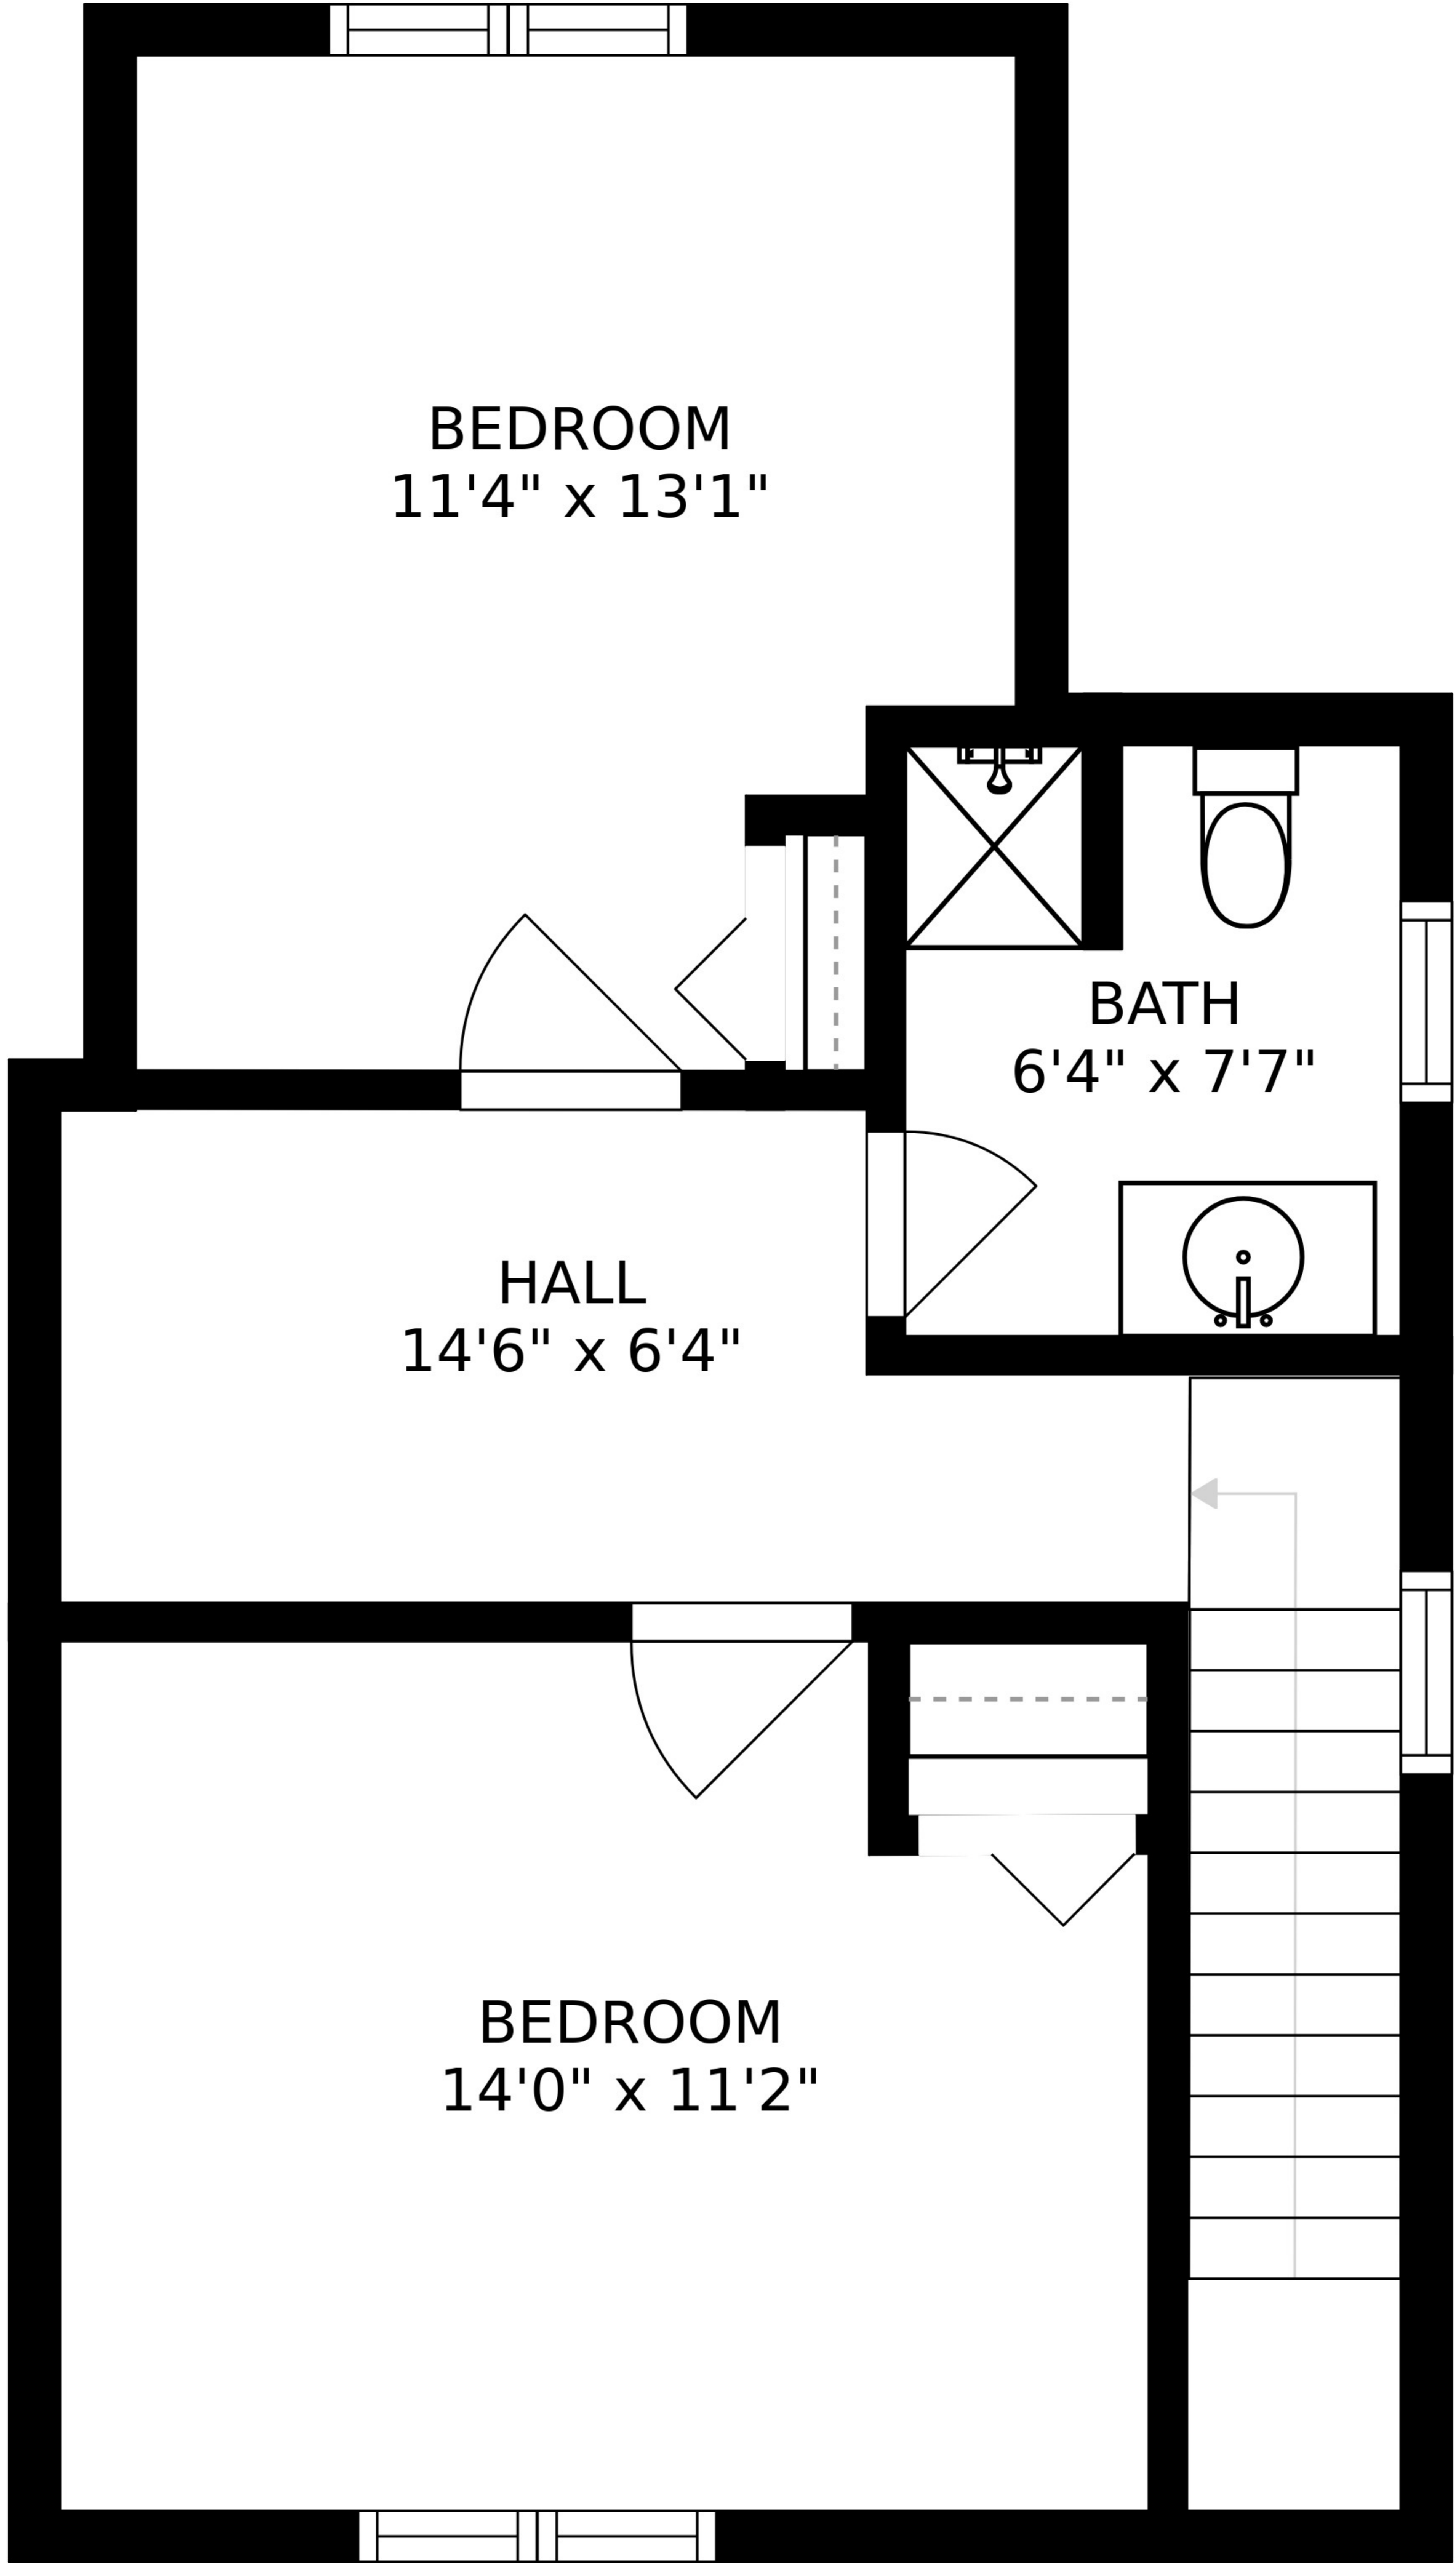 BEDROOM
11'4" x 13'1"
BATH
6'4" x 7'7"
HALL
14'6" x 6'4"
BEDROOM
14'0" x 11'2"